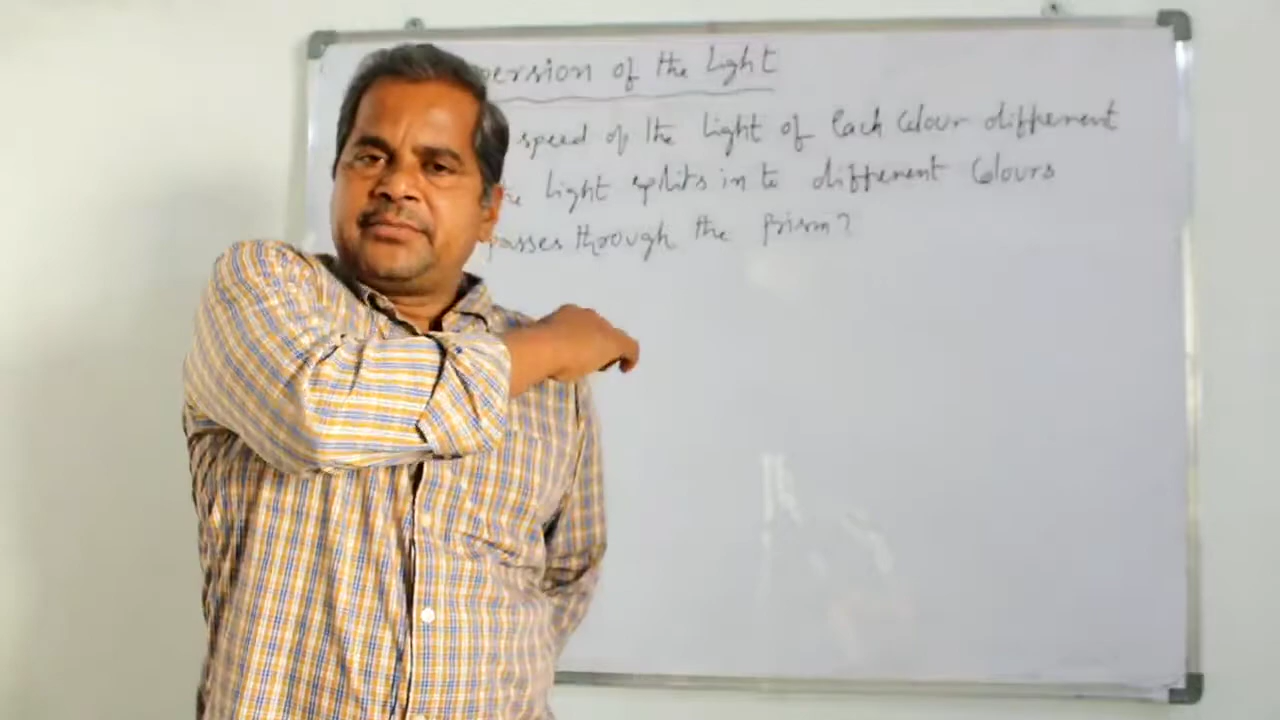 persion of the Light
speed of the light of each colour different
the light splits in to different colours
passes through the prism?